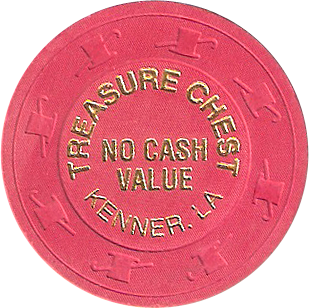 TREASURE CHEST
NO CASH
VALUE
KENNER, LA